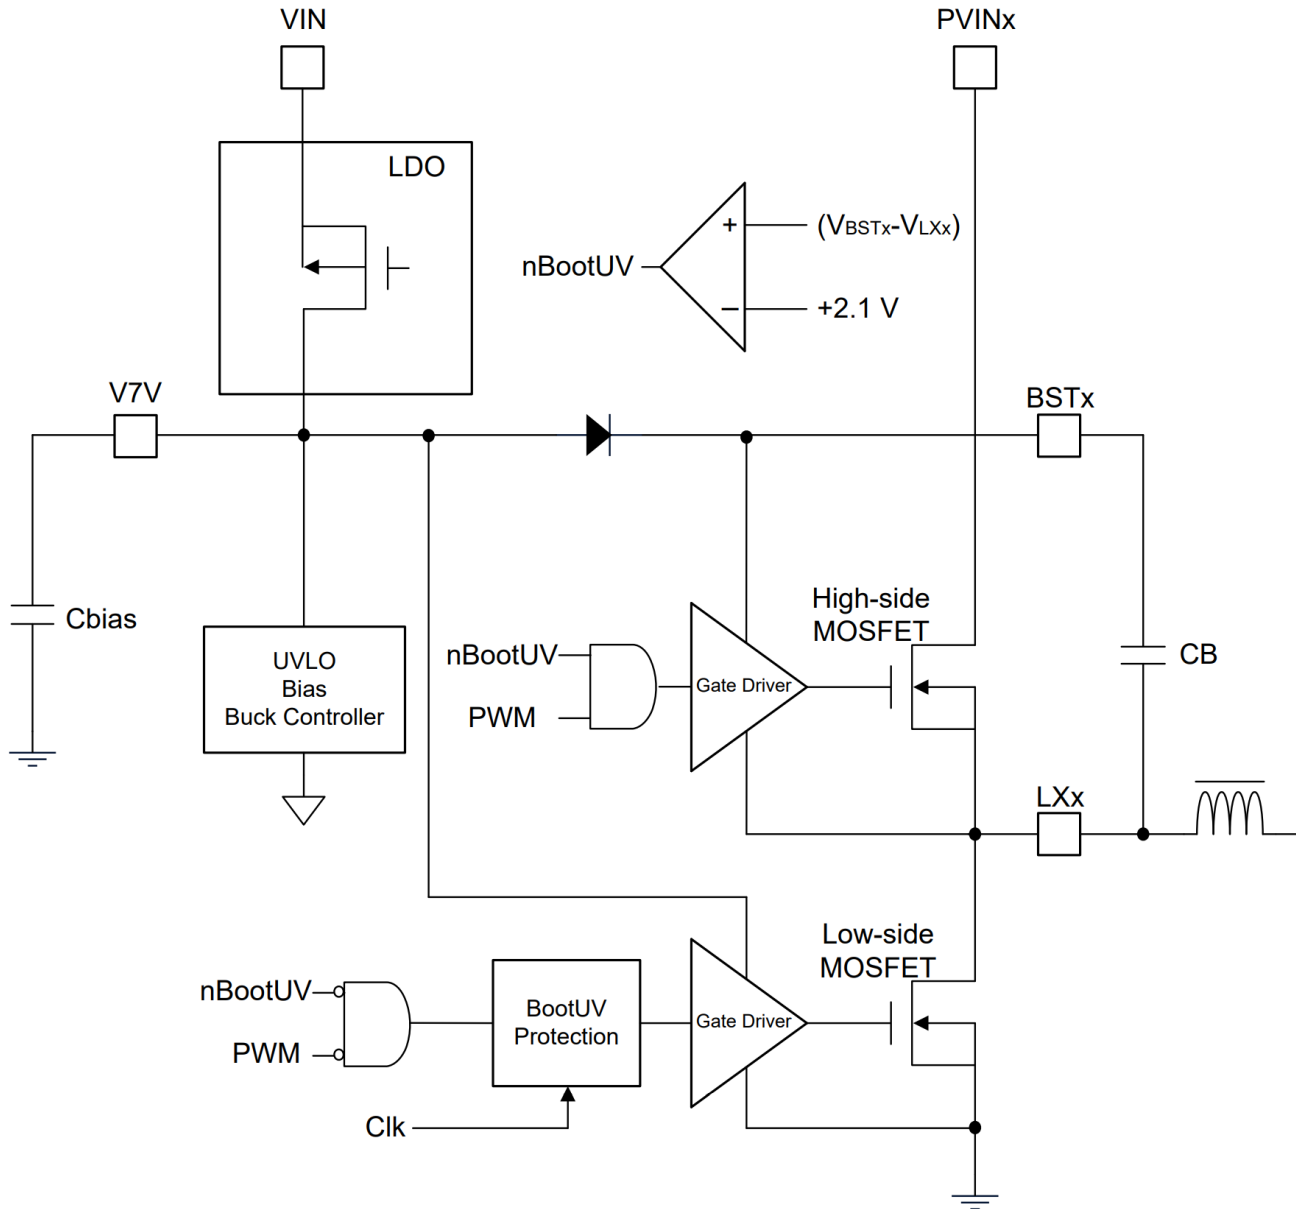 VIN
PVINx
LDO
+
(VBSTx-VLXx)
nBootUV
−
+2.1 V
V7V
BSTx
Cbias
High-side
MOSFET
UVLO
Bias
Buck Controller
nBootUV
PWM
Gate Driver
CB
LXx
Low-side
MOSFET
nBootUV
PWM
BootUV
Protection
Gate Driver
Clk